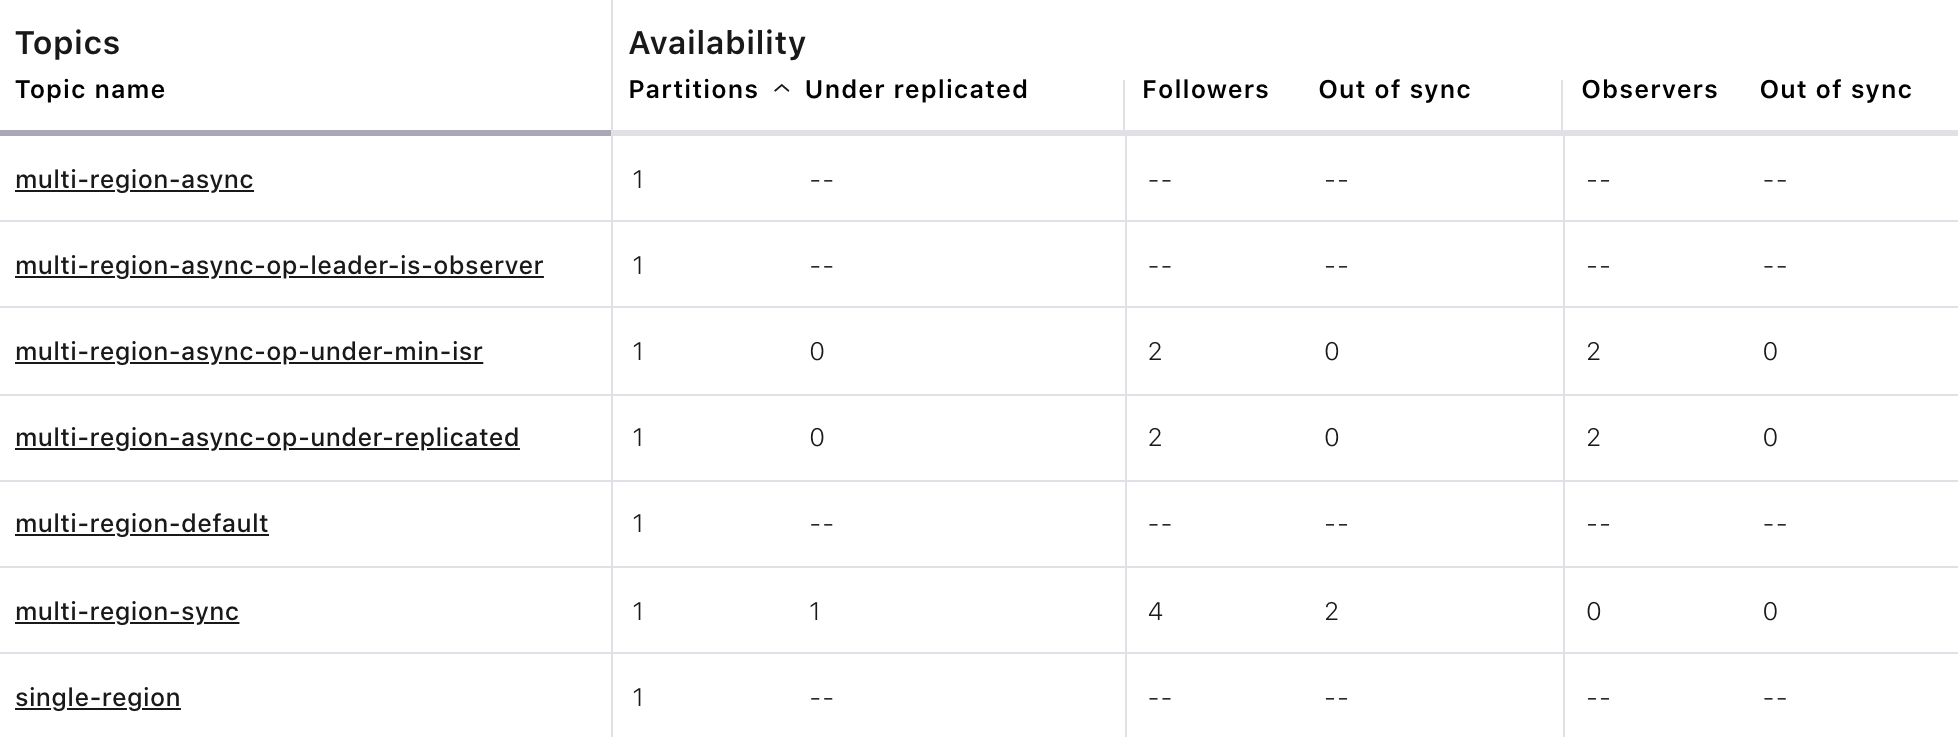 Topics Availability
Topic name Partitions ^ Under replicated Followers Out of sync Observers Out of sync
multi-region-async 1 -- -- -- -- --
multi-region-async-op-leader-is-observer 1 -- -- -- -- --
multi-region-async-op-under-min-isr 1 0 2 0 2 0
multi-region-async-op-under-replicated 1 0 2 0 2 0
multi-region-default 1 -- -- -- -- --
multi-region-sync 1 1 4 2 0 0
single-region 1 -- -- -- -- --